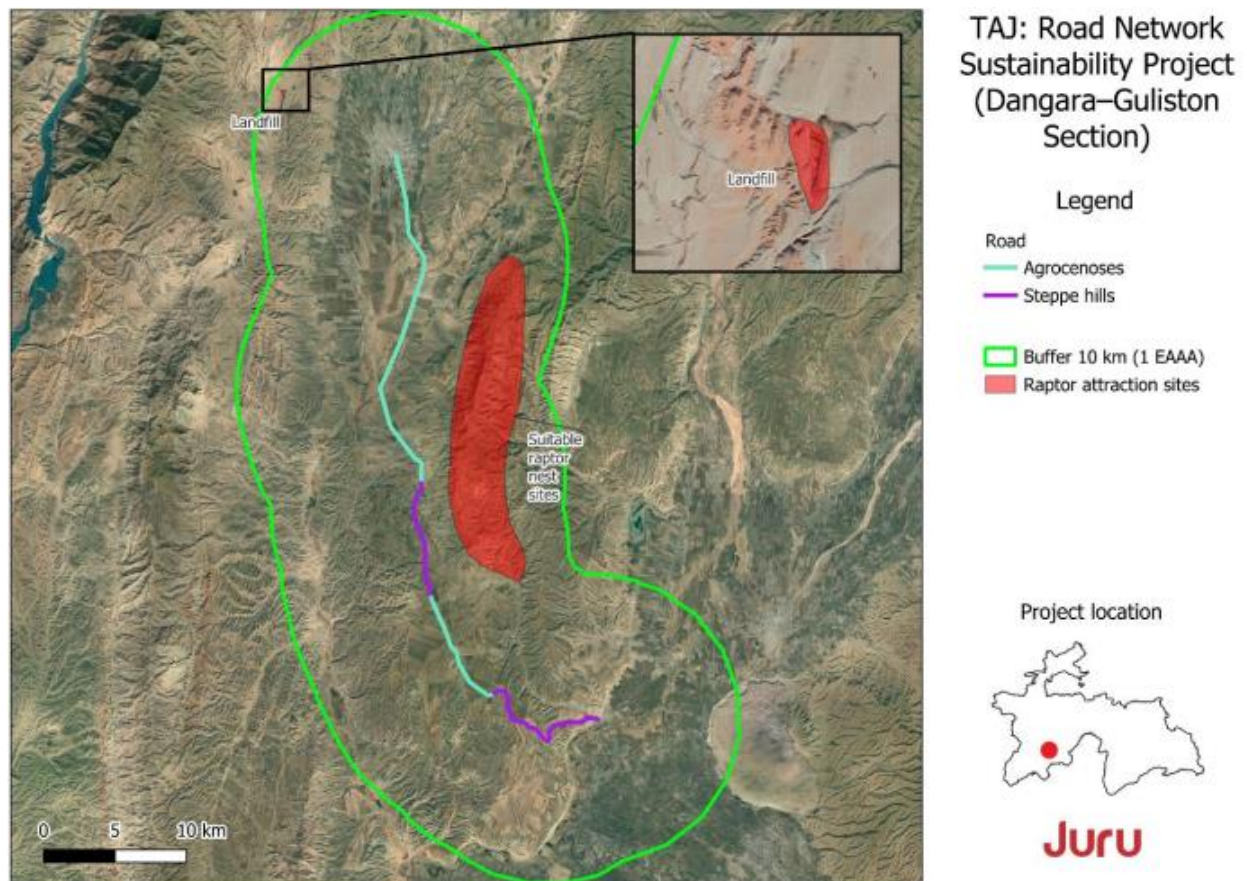 TAJ: Road Network
Sustainability Project
(Dangara–Guliston
Section)
Legend
Road
Agrocenoses
Steppe hills
Buffer 10 km (1 EAAA)
Raptor attraction sites
Landfill
Landfill
Suitable
raptor
nest
sites
0 5 10 km
Project location
Juru